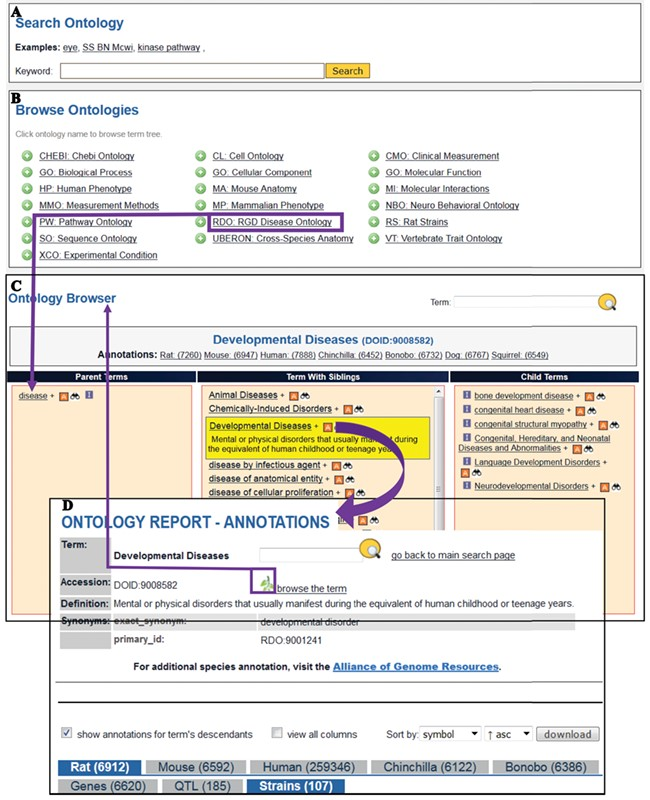 A
Search Ontology
Examples: eye, SS BN Mcwi, kinase pathway ,
Keyword: Search
B
Browse Ontologies
Click ontology name to browse term tree.
CHEBI: Chebi Ontology CL: Cell Ontology CMO: Clinical Measurement
GO: Biological Process GO: Cellular Component GO: Molecular Function
HP: Human Phenotype MA: Mouse Anatomy MI: Molecular Interactions
MMO: Measurement Methods MP: Mammalian Phenotype NBO: Neuro Behavioral Ontology
PW: Pathway Ontology RDO: RGD Disease Ontology RS: Rat Strains
SO: Sequence Ontology UBERON: Cross-Species Anatomy VT: Vertebrate Trait Ontology
XCO: Experimental Condition
C
Ontology Browser
Term:
Developmental Diseases (DOID:9008582)
Annotations: Rat: (7260) Mouse: (6947) Human: (7888) Chinchilla: (6452) Bonobo: (6732) Dog: (6767) Squirrel: (6549)
Parent Terms Term With Siblings Child Terms
disease + A I
Animal Diseases + A
Chemically-Induced Disorders + A
Developmental Diseases + A
Mental or physical disorders that usually manifest during
the equivalent of human childhood or teenage
disease by infectious agent + A
disease of anatomical entity + A
disease of cellular proliferation + A
A
I bone development disease + A
I congenital heart disease + A
I congenital structural myopathy + A
I Congenital, Hereditary, and Neonatal
Diseases and Abnormalities + A
I Language Development Disorders +
A
I Neurodevelopmental Disorders + A
D
ONTOLOGY REPORT - ANNOTATIONS
Term: Developmental Diseases go back to main search page
Accession: DOID:9008582 browse the term
Definition: Mental or physical disorders that usually manifest during the equivalent of human childhood or teenage years.
Synonyms: exact_synonym: developmental disorder
primary_id: RDO:9001241
For additional species annotation, visit the Alliance of Genome Resources.
show annotations for term's descendants view all columns Sort by: symbol ↑ asc download
Rat (6912) Mouse (6592) Human (259346) Chinchilla (6122) Bonobo (6386)
Genes (6620) QTL (185) Strains (107)